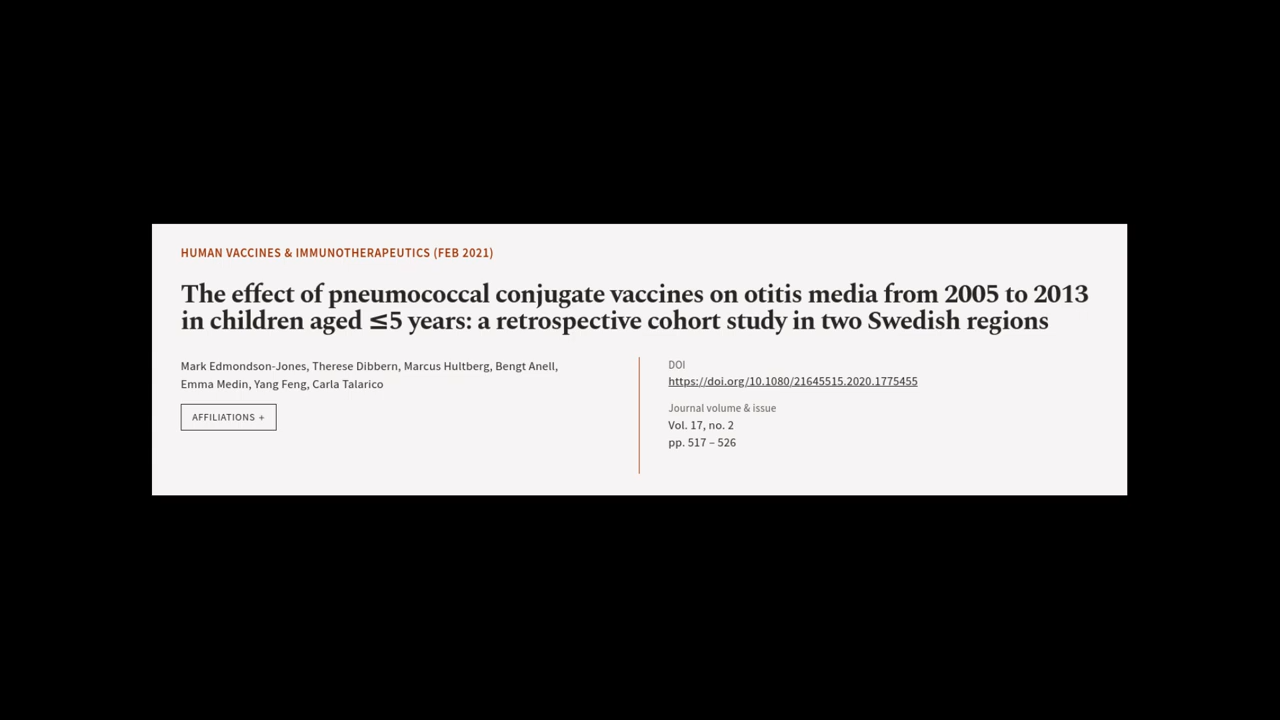 HUMAN VACCINES & IMMUNOTHERAPEUTICS (FEB 2021)
The effect of pneumococcal conjugate vaccines on otitis media from 2005 to 2013
in children aged ≤5 years: a retrospective cohort study in two Swedish regions
Mark Edmondson-Jones, Therese Dibbern, Marcus Hultberg, Bengt Anell,
Emma Medin, Yang Feng, Carla Talarico
AFFILIATIONS +
DOI
https://doi.org/10.1080/21645515.2020.1775455
Journal volume & issue
Vol. 17, no. 2
pp. 517 – 526